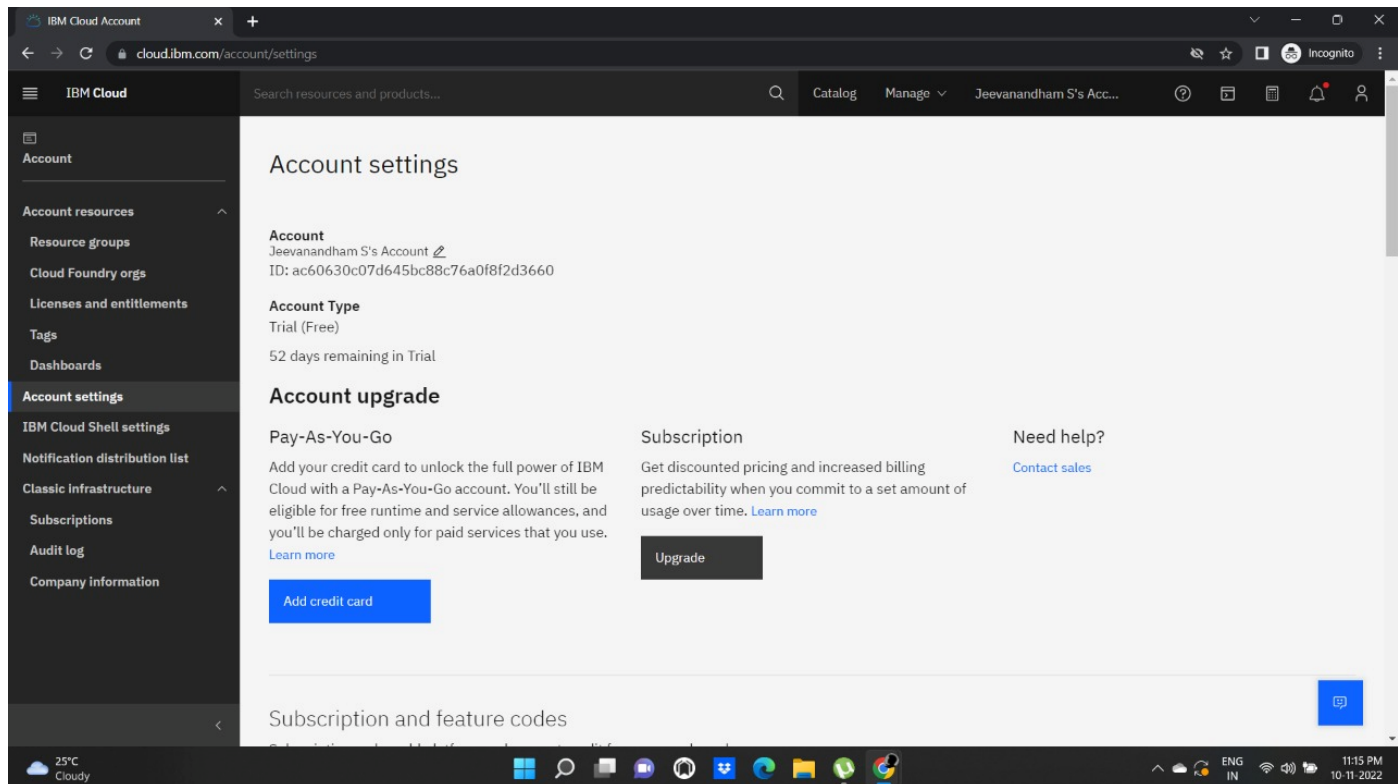 IBM Cloud Account
cloud.ibm.com/account/settings
Incognito
IBM Cloud
Search resources and products...
Catalog
Manage
Jeevanandham S's Acc...
Account
Account resources
Resource groups
Cloud Foundry orgs
Licenses and entitlements
Tags
Dashboards
Account settings
IBM Cloud Shell settings
Notification distribution list
Classic infrastructure
Subscriptions
Audit log
Company information
Account settings
Account
Jeevanandham S's Account
ID: ac60630c07d645bc88c76a0f8f2d3660
Account Type
Trial (Free)
52 days remaining in Trial
Account upgrade
Pay-As-You-Go
Add your credit card to unlock the full power of IBM
Cloud with a Pay-As-You-Go account. You'll still be
eligible for free runtime and service allowances, and
you'll be charged only for paid services that you use.
Learn more
Add credit card
Subscription
Get discounted pricing and increased billing
predictability when you commit to a set amount of
usage over time. Learn more
Upgrade
Need help?
Contact sales
Subscription and feature codes
25°C
Cloudy
ENG
IN
11:15 PM
10-11-2022